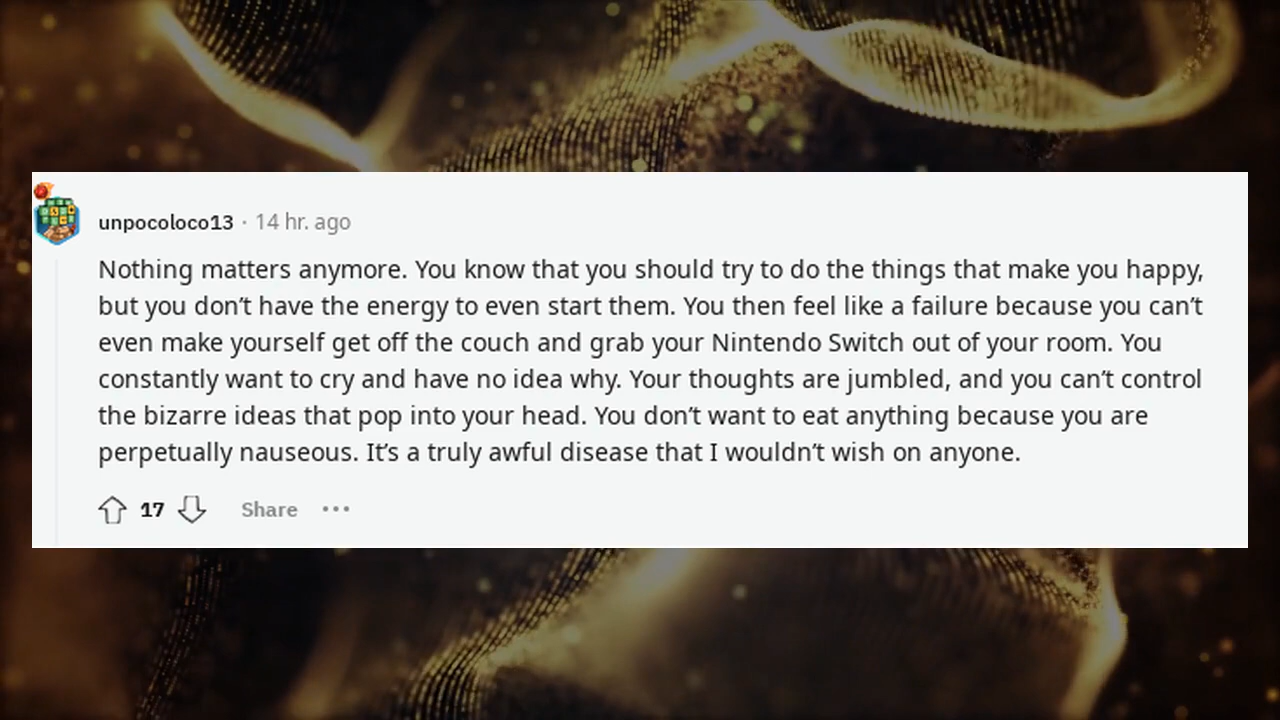 unpocoloco13 · 14 hr. ago
Nothing matters anymore. You know that you should try to do the things that make you happy,
but you don’t have the energy to even start them. You then feel like a failure because you can’t
even make yourself get off the couch and grab your Nintendo Switch out of your room. You
constantly want to cry and have no idea why. Your thoughts are jumbled, and you can’t control
the bizarre ideas that pop into your head. You don’t want to eat anything because you are
perpetually nauseous. It’s a truly awful disease that I wouldn’t wish on anyone.
17 Share •••